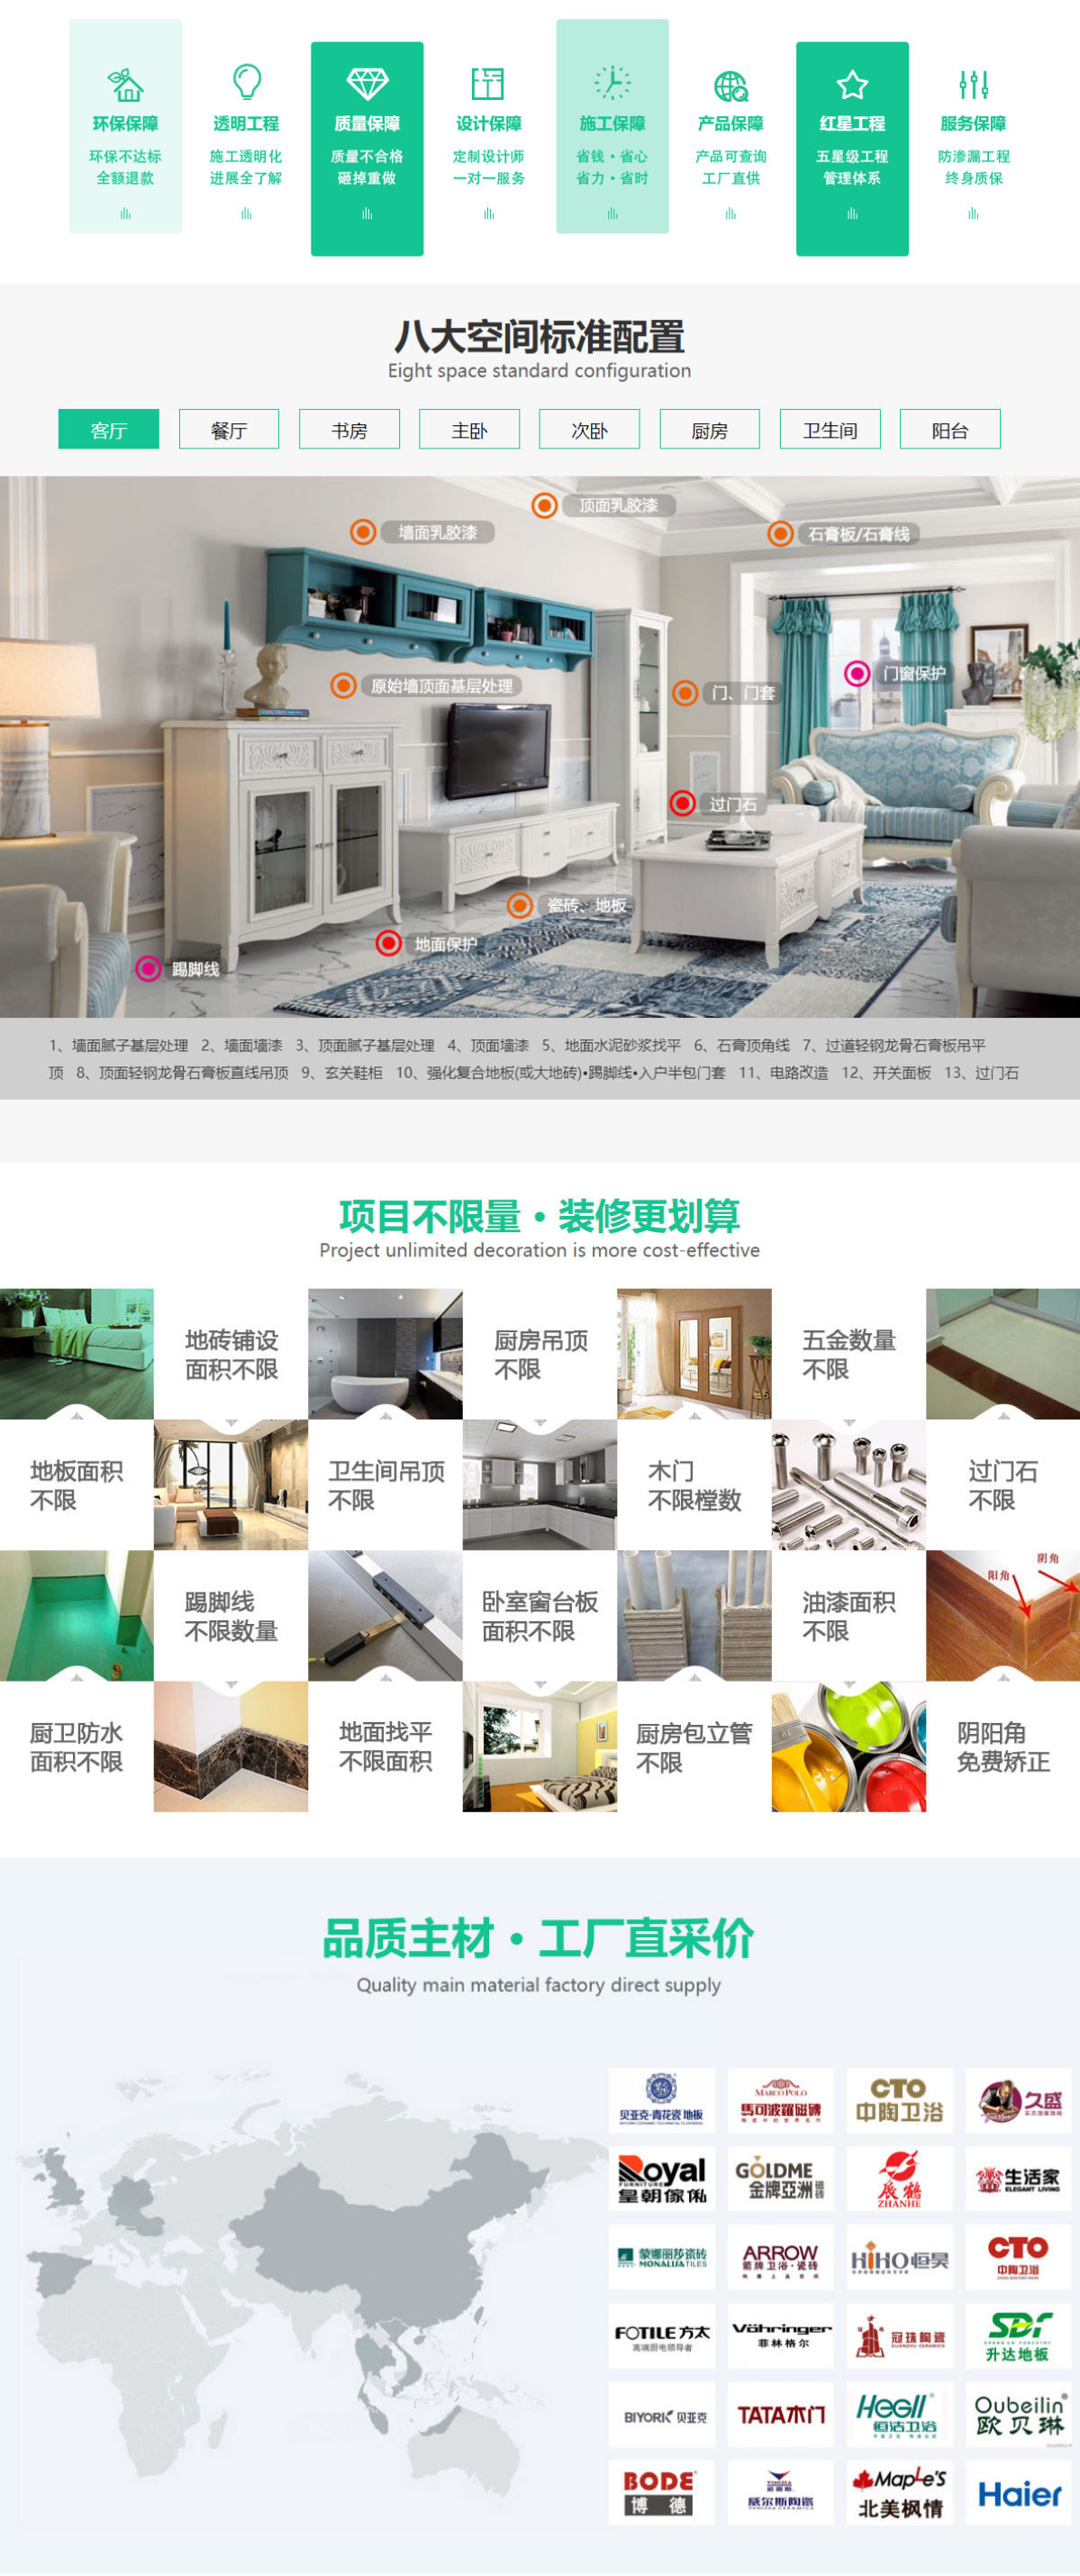 环保保障
环保不达标
全额退款
透明工程
施工透明化
进展全了解
质量保障
质量不合格
砸掉重做
设计保障
定制设计师
一对一服务
施工保障
省钱·省心
省力·省时
产品保障
产品可查询
工厂直供
红星工程
五星级工程
管理体系
服务保障
防渗漏工程
终身质保
八大空间标准配置
Eight space standard configuration
客厅 餐厅 书房 主卧 次卧 厨房 卫生间 阳台
顶面乳胶漆
墙面乳胶漆
石膏板/石膏线
门窗保护
原始墙顶面基层处理
门、门套
过门石
瓷砖、地板
地面保护
踢脚线
1、墙面腻子基层处理 2、墙面墙漆 3、顶面腻子基层处理 4、顶面墙漆 5、地面水泥砂浆找平 6、石膏顶角线 7、过道轻钢龙骨石膏板吊平
顶 8、顶面轻钢龙骨石膏板直线吊顶 9、玄关鞋柜 10、强化复合地板(或大地砖)•踢脚线•入户半包门套 11、电路改造 12、开关面板 13、过门石
项目不限量·装修更划算
Project unlimited decoration is more cost-effective
地砖铺设
面积不限
厨房吊顶
不限
五金数量
不限
地板面积
不限
卫生间吊顶
不限
木门
不限樘数
过门石
不限
踢脚线
不限数量
卧室窗台板
面积不限
油漆面积
不限
阳角
阴角
厨卫防水
面积不限
地面找平
不限面积
厨房包立管
不限
阴阳角
免费矫正
品质主材·工厂直采价
Quality main material factory direct supply
贝亚克·青花瓷 地板
MARCO POLO
馬可波羅磁磚
CTO
中陶卫浴
久盛
Royal
FURNITURE
皇朝傢俬
GOLDME
金牌亞洲
磁砖
展鹤
ZHANHE
生活家
ELEGANT LIVING
蒙娜丽莎瓷砖
MONALISA TILES
ARROW
箭牌卫浴·瓷砖
HiHO恒昊
CTO
中陶卫浴
FOTILE 方太
高端厨电领导者
Vöhringer
菲林格尔
冠珠陶瓷
GUANZHU CERAMICS
SDF
升达地板
BIYORK 贝亚克
TATA木门
HEGII
恒洁卫浴
Oubeilin
欧贝琳
BODE
博德
威尔斯陶瓷
MAPLE'S
北美枫情
Haier